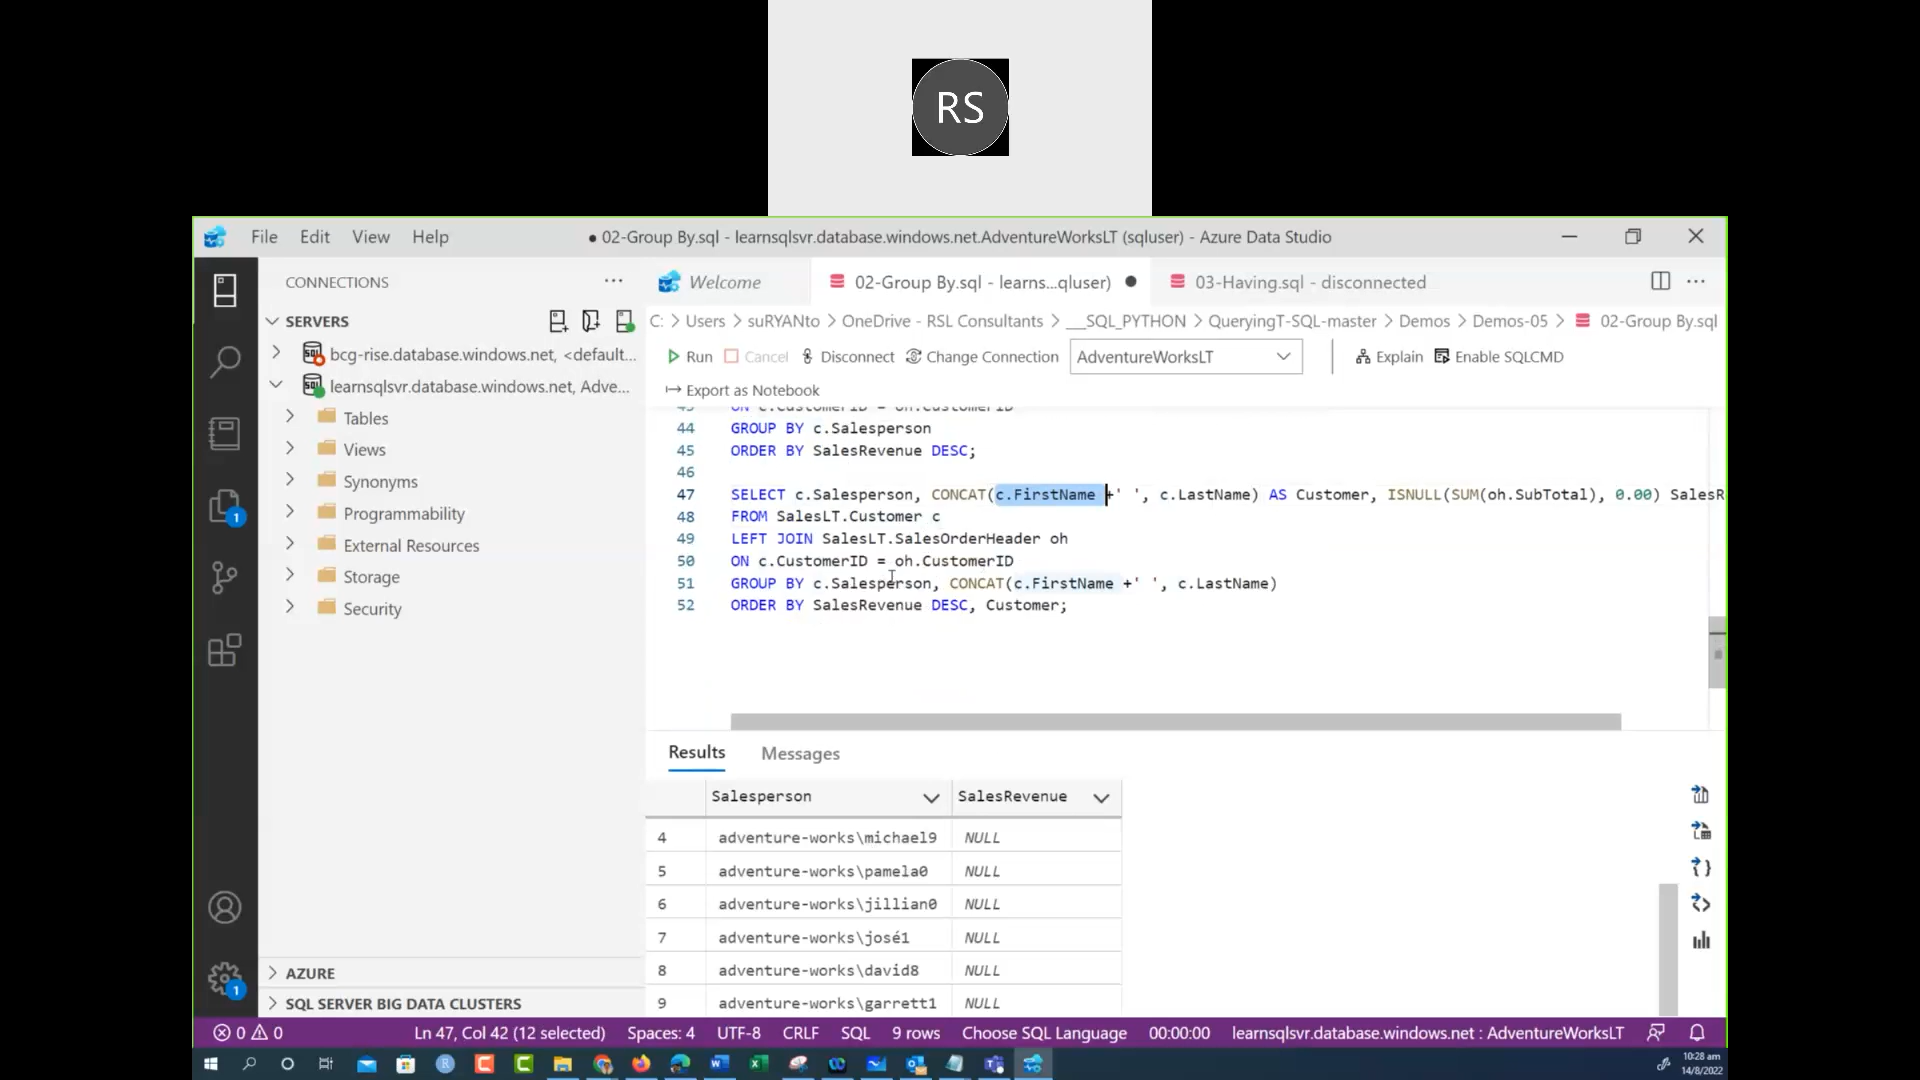 RS
File Edit View Help
● 02-Group By.sql - learnsqlsvr.database.windows.net.AdventureWorksLT (sqluser) - Azure Data Studio
CONNECTIONS
Welcome
02-Group By.sql - learns...qluser)
03-Having.sql - disconnected
SERVERS
C: > Users > suRYANto > OneDrive - RSL Consultants > __SQL_PYTHON > QueryingT-SQL-master > Demos > Demos-05 > 02-Group By.sql
bcg-rise.database.windows.net, <default...
Run Cancel Disconnect Change Connection AdventureWorksLT Explain Enable SQLCMD
learnsqlsvr.database.windows.net, Adve...
Export as Notebook
Tables
Views
Synonyms
Programmability
External Resources
Storage
Security
43 ON c.CustomerID = oh.CustomerID
44 GROUP BY c.Salesperson
45 ORDER BY SalesRevenue DESC;
46
47 SELECT c.Salesperson, CONCAT(c.FirstName +' ', c.LastName) AS Customer, ISNULL(SUM(oh.SubTotal), 0.00) SalesR
48 FROM SalesLT.Customer c
49 LEFT JOIN SalesLT.SalesOrderHeader oh
50 ON c.CustomerID = oh.CustomerID
51 GROUP BY c.Salesperson, CONCAT(c.FirstName +' ', c.LastName)
52 ORDER BY SalesRevenue DESC, Customer;
Results Messages
Salesperson SalesRevenue
4 adventure-works\michael9 NULL
5 adventure-works\pamela0 NULL
6 adventure-works\jillian0 NULL
7 adventure-works\josé1 NULL
8 adventure-works\david8 NULL
9 adventure-works\garrett1 NULL
1
1
AZURE
SQL SERVER BIG DATA CLUSTERS
0 0 Ln 47, Col 42 (12 selected) Spaces: 4 UTF-8 CRLF SQL 9 rows Choose SQL Language 00:00:00 learnsqlsvr.database.windows.net : AdventureWorksLT
10:28 am
14/8/2022